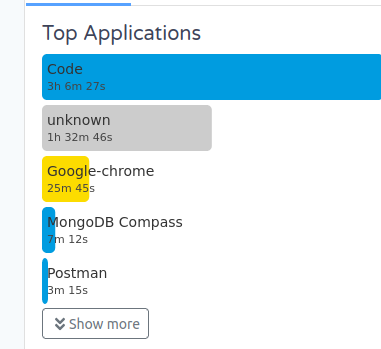 Top Applications
Code
3h 6m 27s
unknown
1h 32m 46s
Google-chrome
25m 45s
MongoDB Compass
7m 12s
Postman
3m 15s
Show more